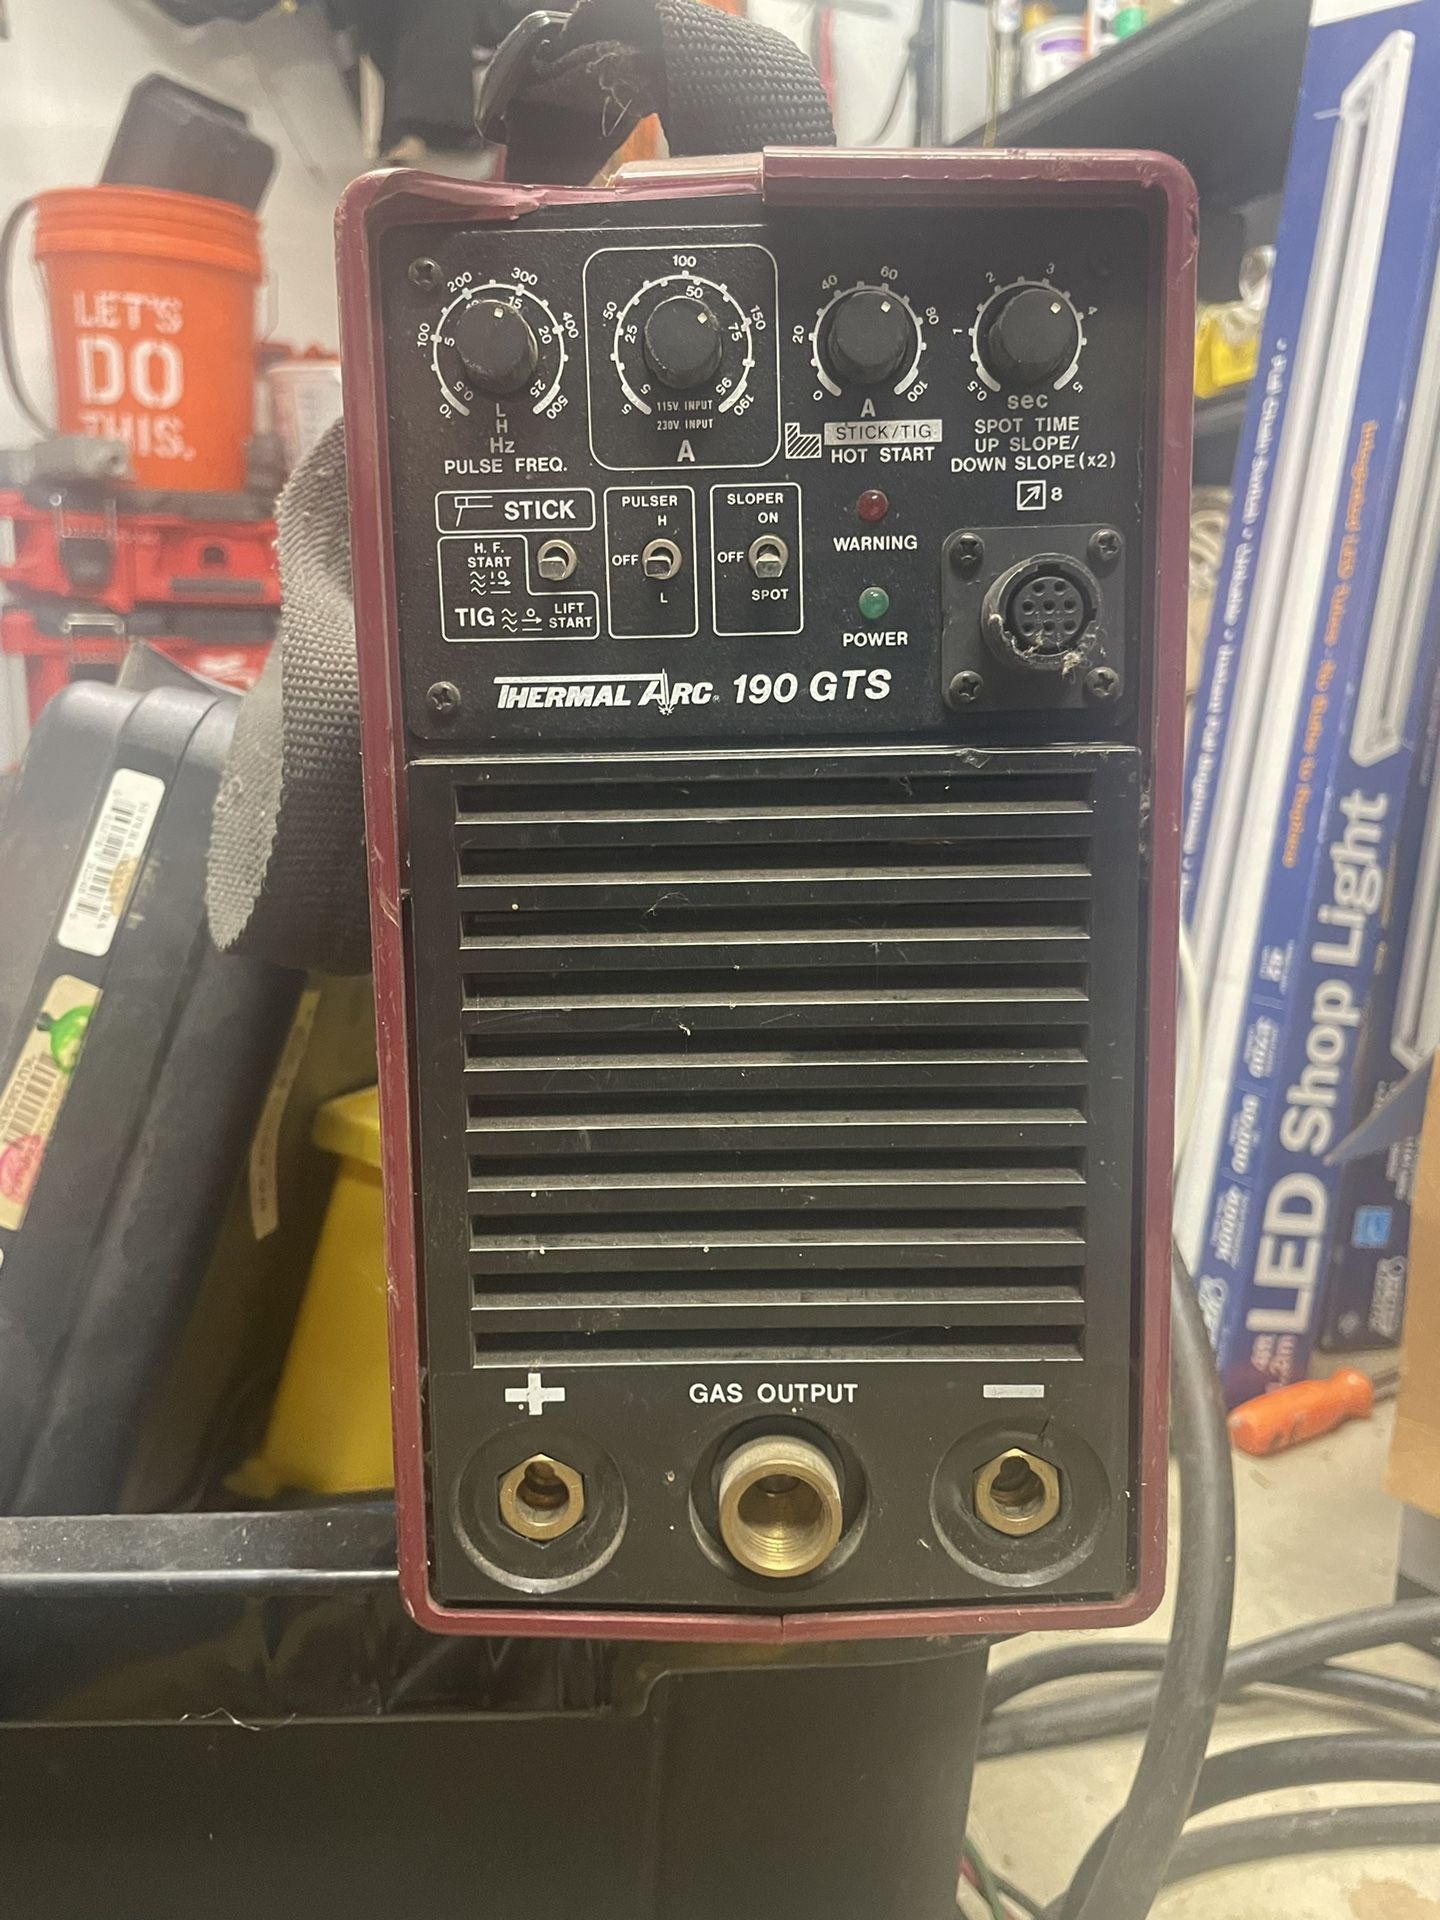 LET'S
DO
THIS.
200 300
100 400
5 15 20
0.5 25
10 500
L
H
Hz
PULSE FREQ.
100
50 50 150
25 75
5 95
5 190
115V. INPUT
230V. INPUT
A
40 60
20 80
0 100
A
STICK/TIG
HOT START
2 3
1 4
0.5 5
sec
SPOT TIME
UP SLOPE/
DOWN SLOPE (x2)
8
STICK
H. F.
START
TIG
LIFT
START
PULSER
H
OFF
L
SLOPER
ON
OFF
SPOT
WARNING
POWER
THERMAL ARC® 190 GTS
+ GAS OUTPUT −
LED Shop Light